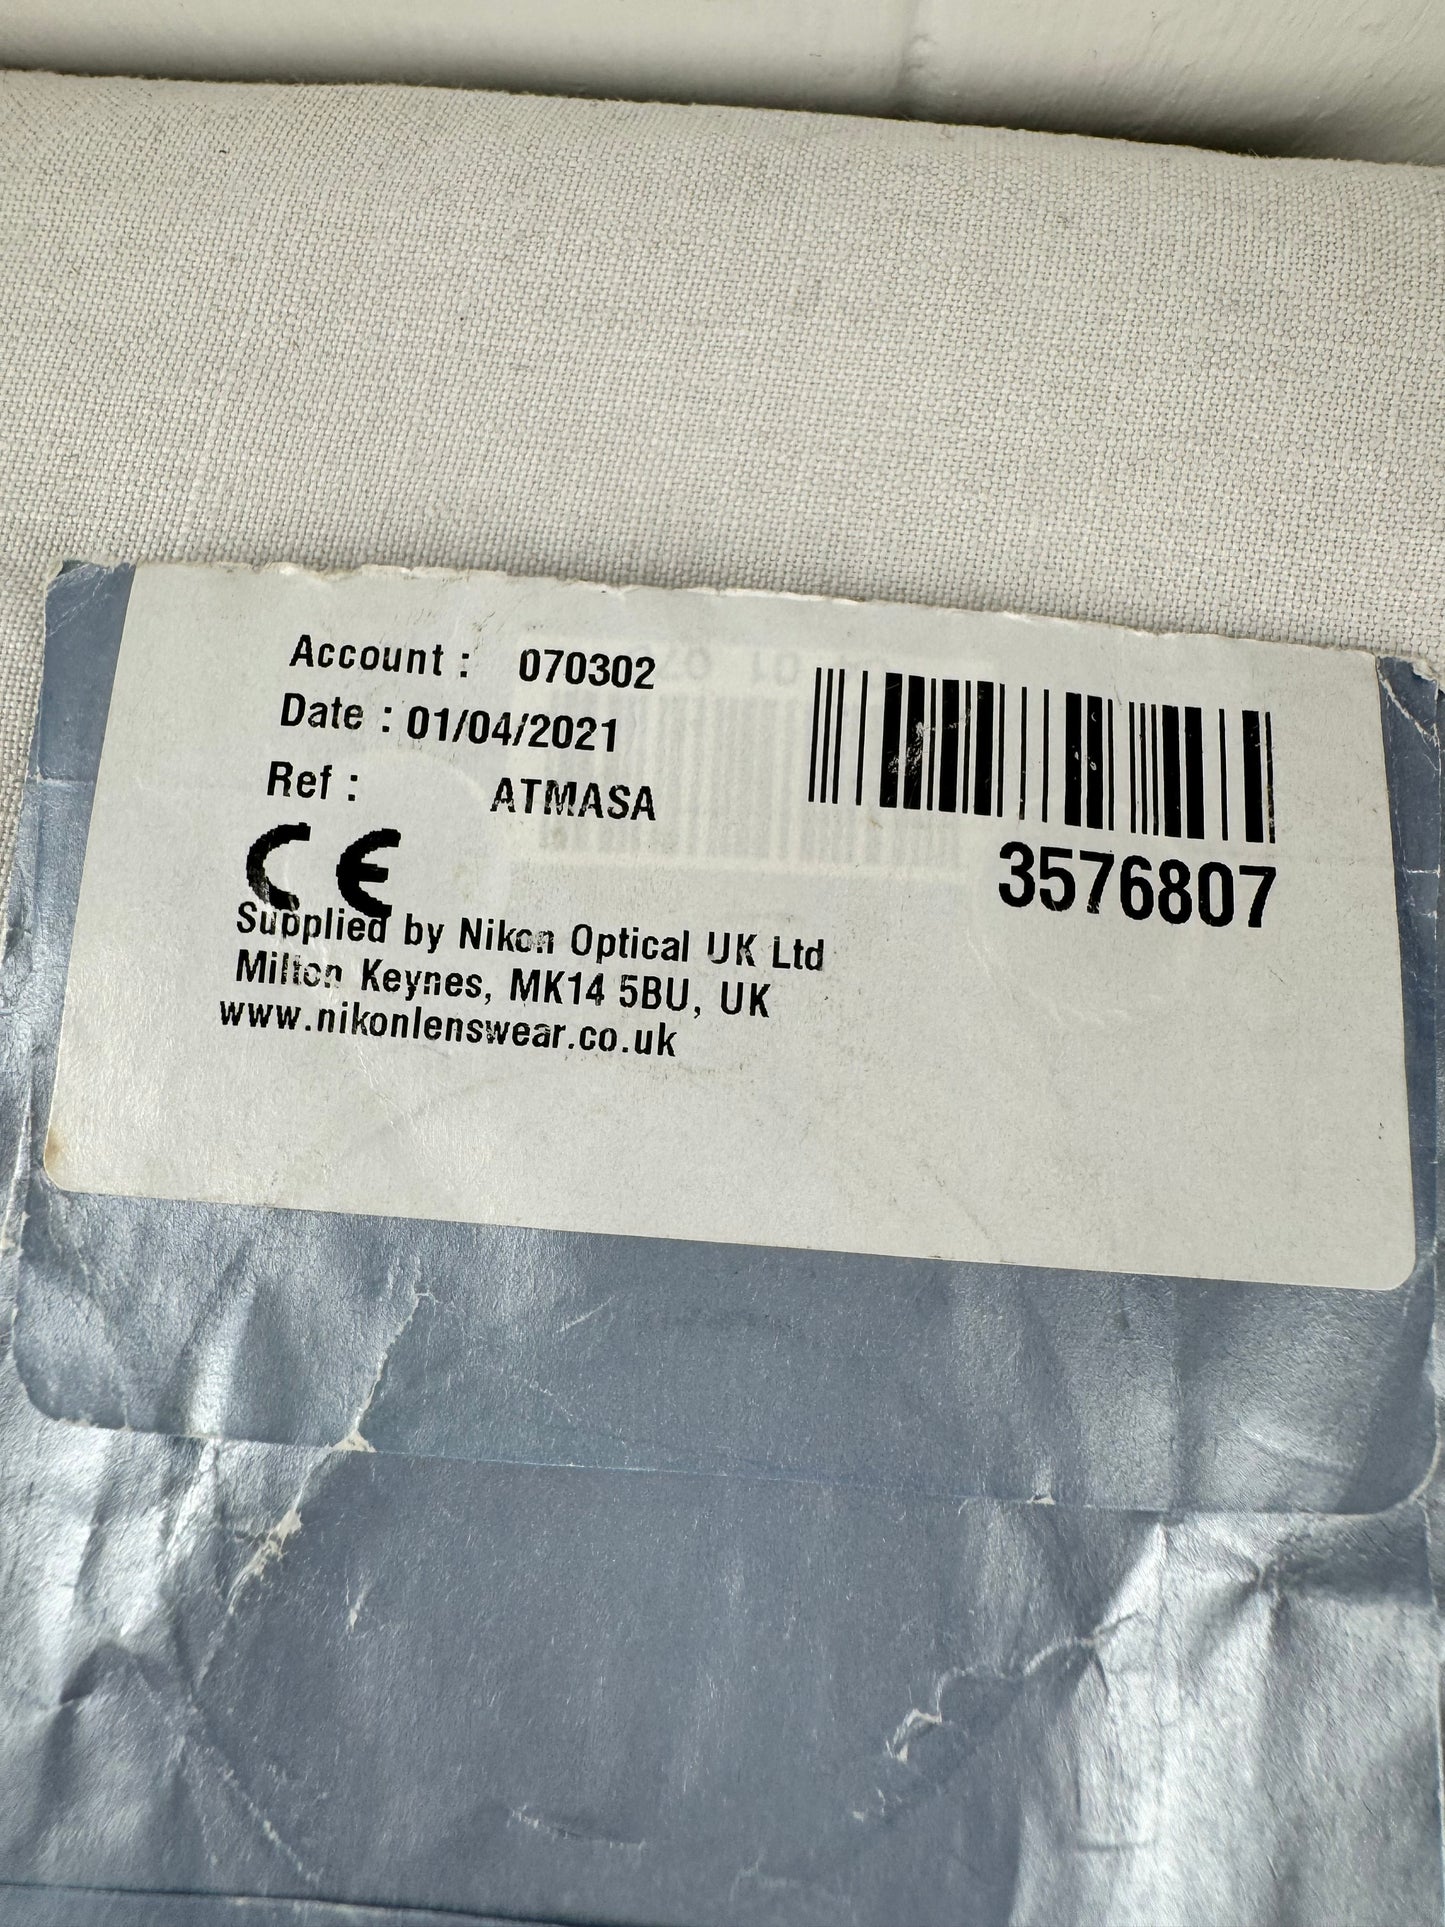 Account : 070302
Date : 01/04/2021
Ref : ATMASA
CE
3576807
Supplied by Nikon Optical UK Ltd
Milton Keynes, MK14 5BU, UK
www.nikonlenswear.co.uk